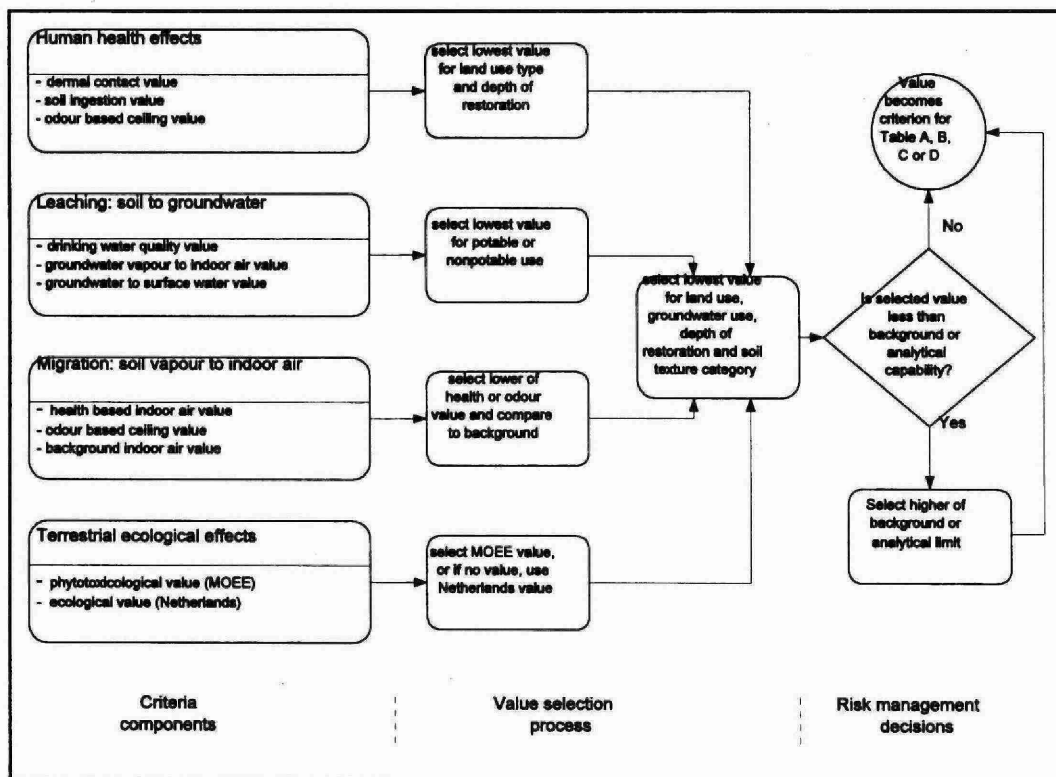 Human health effects
- dermal contact value
- soil ingestion value
- odour based ceiling value
select lowest value
for land use type
and depth of
restoration
Leaching: soil to groundwater
- drinking water quality value
- groundwater vapour to indoor air value
- groundwater to surface water value
select lowest value
for potable or
nonpotable use
Migration: soil vapour to indoor air
- health based indoor air value
- odour based ceiling value
- background indoor air value
select lower of
health or odour
value and compare
to background
Terrestrial ecological effects
- phytotoxicological value (MOEE)
- ecological value (Netherlands)
select MOEE value,
or if no value, use
Netherlands value
select lowest value
for land use,
groundwater use,
depth of
restoration and soil
texture category
Is selected value
less than
background or
analytical
capability?
No
Value
becomes
criterion for
Table A, B,
C or D
Yes
Select higher of
background or
analytical limit
Criteria
components
Value selection
process
Risk management
decisions